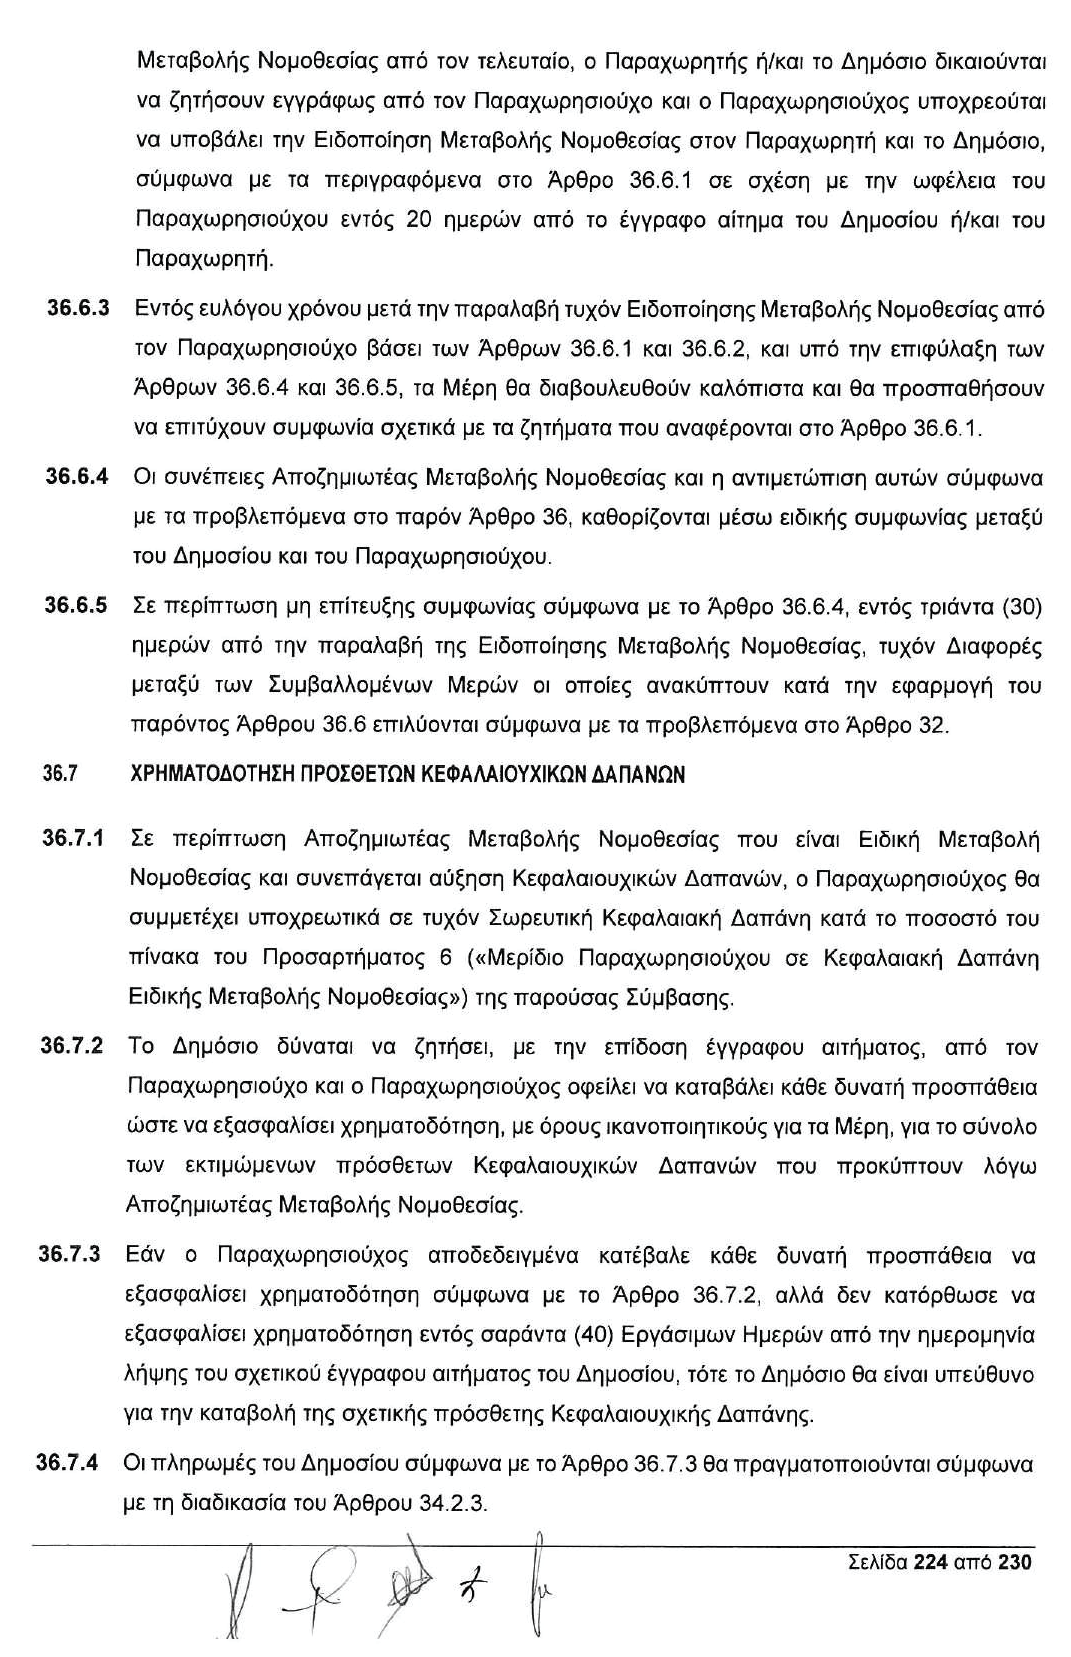 Μεταβολής Νομοθεσίας από τον τελευταίο, ο Παραχωρητής ή/και το Δημόσιο δικαιούνται
να ζητήσουν εγγράφως από τον Παραχωρησιούχο και ο Παραχωρησιούχος υποχρεούται
να υποβάλει την Ειδοποίηση Μεταβολής Νομοθεσίας στον Παραχωρητή και το Δημόσιο,
σύμφωνα με τα περιγραφόμενα στο Άρθρο 36.6.1 σε σχέση με την ωφέλεια του
Παραχωρησιούχου εντός 20 ημερών από το έγγραφο αίτημα του Δημοσίου ή/και του
Παραχωρητή.
36.6.3 Εντός ευλόγου χρόνου μετά την παραλαβή τυχόν Ειδοποίησης Μεταβολής Νομοθεσίας από
τον Παραχωρησιούχο βάσει των Άρθρων 36.6.1 και 36.6.2, και υπό την επιφύλαξη των
Άρθρων 36.6.4 και 36.6.5, τα Μέρη θα διαβουλευθούν καλόπιστα και θα προσπαθήσουν
να επιτύχουν συμφωνία σχετικά με τα ζητήματα που αναφέρονται στο Άρθρο 36.6.1.
36.6.4 Οι συνέπειες Αποζημιωτέας Μεταβολής Νομοθεσίας και η αντιμετώπιση αυτών σύμφωνα
με τα προβλεπόμενα στο παρόν Άρθρο 36, καθορίζονται μέσω ειδικής συμφωνίας μεταξύ
του Δημοσίου και του Παραχωρησιούχου.
36.6.5 Σε περίπτωση μη επίτευξης συμφωνίας σύμφωνα με το Άρθρο 36.6.4, εντός τριάντα (30)
ημερών από την παραλαβή της Ειδοποίησης Μεταβολής Νομοθεσίας, τυχόν Διαφορές
μεταξύ των Συμβαλλομένων Μερών οι οποίες ανακύπτουν κατά την εφαρμογή του
παρόντος Άρθρου 36.6 επιλύονται σύμφωνα με τα προβλεπόμενα στο Άρθρο 32.
36.7 ΧΡΗΜΑΤΟΔΟΤΗΣΗ ΠΡΟΣΘΕΤΩΝ ΚΕΦΑΛΑΙΟΥΧΙΚΩΝ ΔΑΠΑΝΩΝ
36.7.1 Σε περίπτωση Αποζημιωτέας Μεταβολής Νομοθεσίας που είναι Ειδική Μεταβολή
Νομοθεσίας και συνεπάγεται αύξηση Κεφαλαιουχικών Δαπανών, ο Παραχωρησιούχος θα
συμμετέχει υποχρεωτικά σε τυχόν Σωρευτική Κεφαλαιακή Δαπάνη κατά το ποσοστό του
πίνακα του Προσαρτήματος 6 («Μερίδιο Παραχωρησιούχου σε Κεφαλαιακή Δαπάνη
Ειδικής Μεταβολής Νομοθεσίας») της παρούσας Σύμβασης.
36.7.2 Το Δημόσιο δύναται να ζητήσει, με την επίδοση έγγραφου αιτήματος, από τον
Παραχωρησιούχο και ο Παραχωρησιούχος οφείλει να καταβάλει κάθε δυνατή προσπάθεια
ώστε να εξασφαλίσει χρηματοδότηση, με όρους ικανοποιητικούς για τα Μέρη, για το σύνολο
των εκτιμώμενων πρόσθετων Κεφαλαιουχικών Δαπανών που προκύπτουν λόγω
Αποζημιωτέας Μεταβολής Νομοθεσίας.
36.7.3 Εάν ο Παραχωρησιούχος αποδεδειγμένα κατέβαλε κάθε δυνατή προσπάθεια να
εξασφαλίσει χρηματοδότηση σύμφωνα με το Άρθρο 36.7.2, αλλά δεν κατόρθωσε να
εξασφαλίσει χρηματοδότηση εντός σαράντα (40) Εργάσιμων Ημερών από την ημερομηνία
λήψης του σχετικού έγγραφου αιτήματος του Δημοσίου, τότε το Δημόσιο θα είναι υπεύθυνο
για την καταβολή της σχετικής πρόσθετης Κεφαλαιουχικής Δαπάνης.
36.7.4 Οι πληρωμές του Δημοσίου σύμφωνα με το Άρθρο 36.7.3 θα πραγματοποιούνται σύμφωνα
με τη διαδικασία του Άρθρου 34.2.3.
Σελίδα 224 από 230